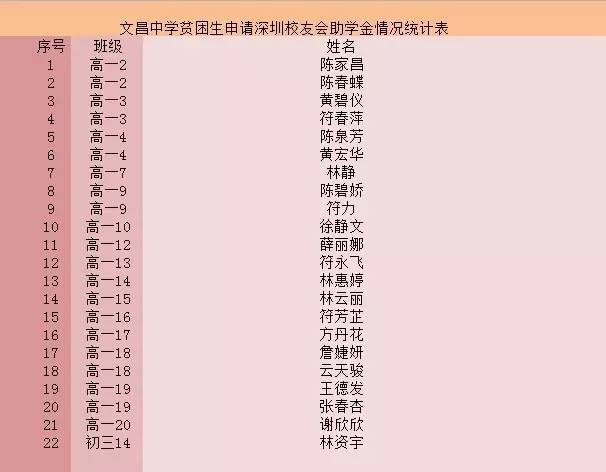 文昌中学贫困生申请深圳校友会助学金情况统计表
序号 班级 姓名
1 高一2 陈家昌
2 高一2 陈春蝶
3 高一3 黄碧仪
4 高一3 符春萍
5 高一4 陈泉芳
6 高一4 黄宏华
7 高一7 林静
8 高一9 陈碧娇
9 高一9 符力
10 高一10 徐静文
11 高一12 薛丽娜
12 高一13 符永飞
13 高一14 林惠婷
14 高一15 林云丽
15 高一16 符芳芷
16 高一17 方丹花
17 高一18 詹婕妍
18 高一18 云天骏
19 高一19 王德发
20 高一19 张春杏
21 高一20 谢欣欣
22 初三14 林资宇